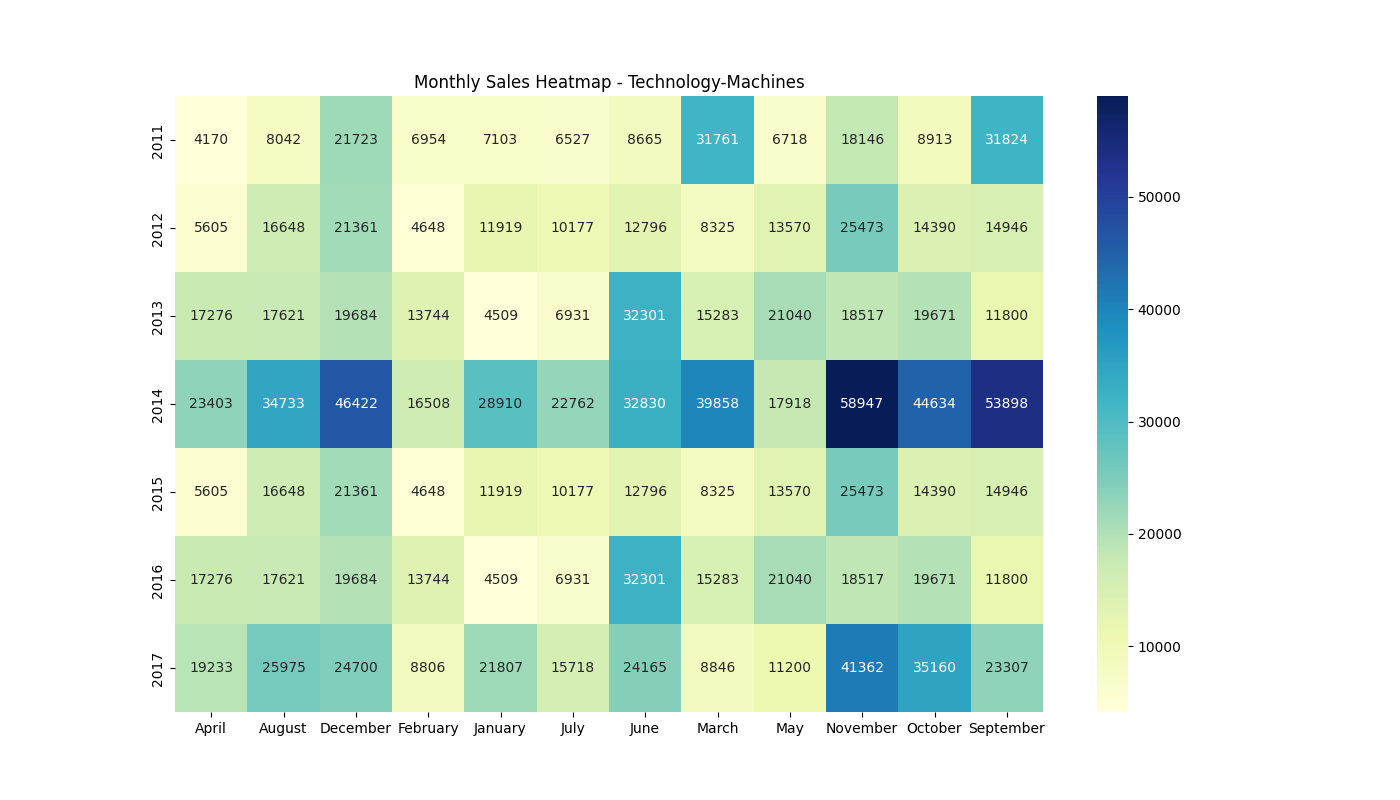 Monthly Sales Heatmap - Technology-Machines
2011 4170 8042 21723 6954 7103 6527 8665 31761 6718 18146 8913 31824
2012 5605 16648 21361 4648 11919 10177 12796 8325 13570 25473 14390 14946
2013 17276 17621 19684 13744 4509 6931 32301 15283 21040 18517 19671 11800
2014 23403 34733 46422 16508 28910 22762 32830 39858 17918 58947 44634 53898
2015 5605 16648 21361 4648 11919 10177 12796 8325 13570 25473 14390 14946
2016 17276 17621 19684 13744 4509 6931 32301 15283 21040 18517 19671 11800
2017 19233 25975 24700 8806 21807 15718 24165 8846 11200 41362 35160 23307
April August December February January July June March May November October September
50000
40000
30000
20000
10000